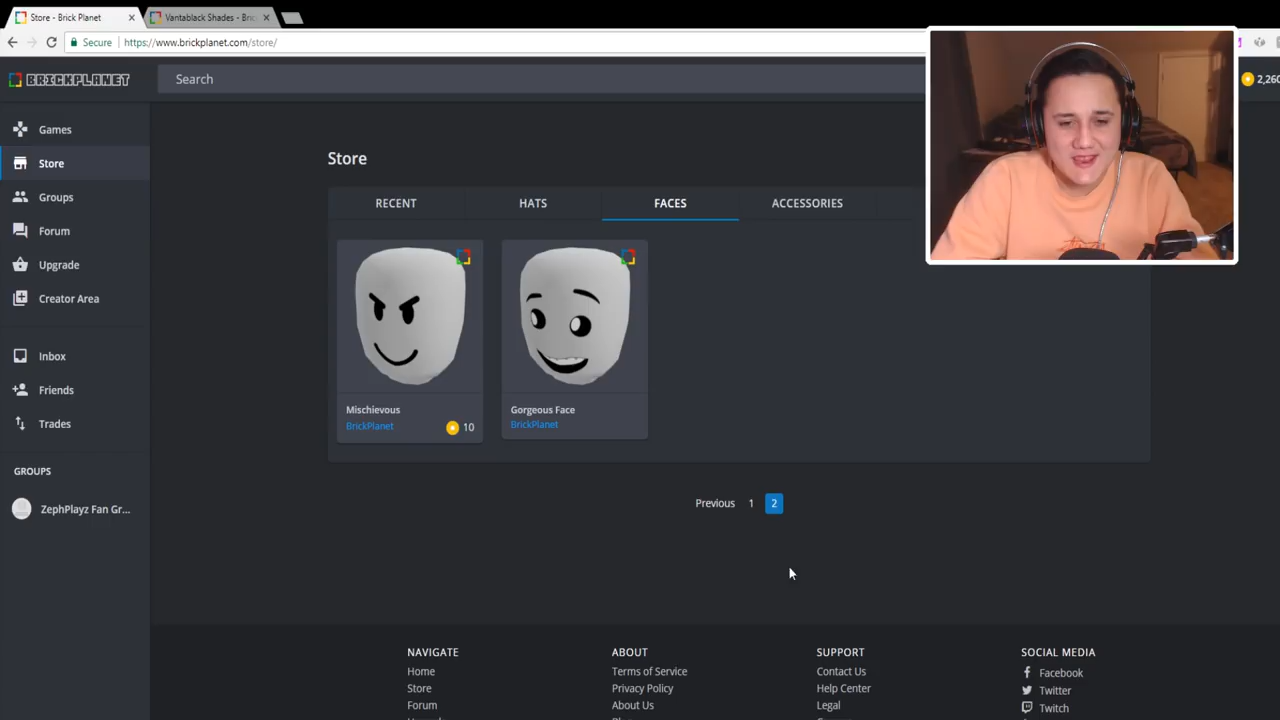 Store - Brick Planet
Vantablack Shades - Bric
Secure
https://www.brickplanet.com/store/
BRICKPLANET
Search
2,260
Games
Store
Groups
Forum
Upgrade
Creator Area
Inbox
Friends
Trades
GROUPS
ZephPlayz Fan Gr...
Store
RECENT
HATS
FACES
ACCESSORIES
Mischievous
BrickPlanet
10
Gorgeous Face
BrickPlanet
Previous 1 2
NAVIGATE
Home
Store
Forum
ABOUT
Terms of Service
Privacy Policy
About Us
SUPPORT
Contact Us
Help Center
Legal
SOCIAL MEDIA
Facebook
Twitter
Twitch